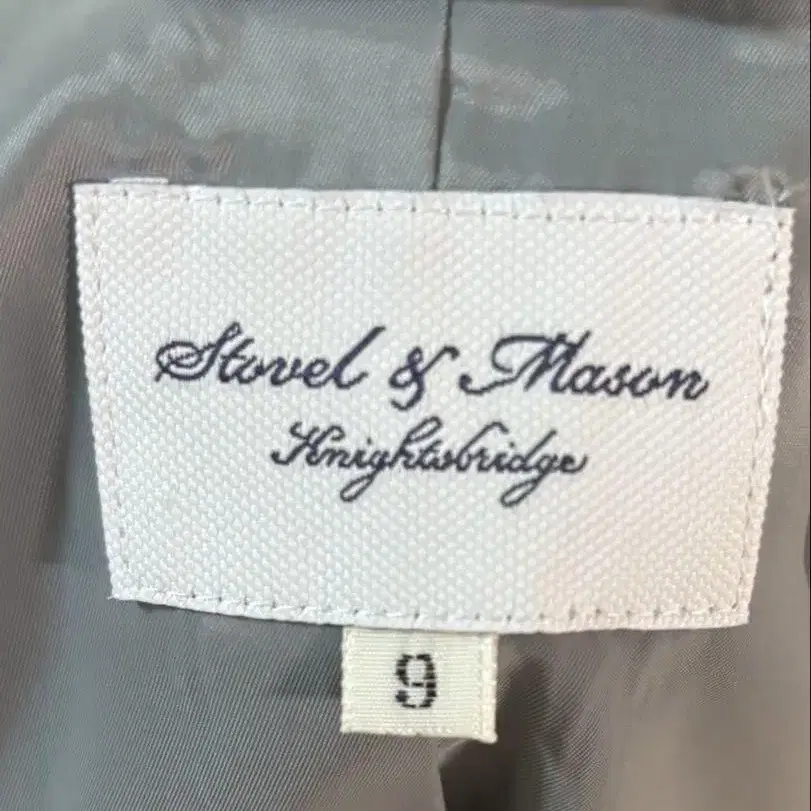 Stovel & Mason
Knightsbridge
9